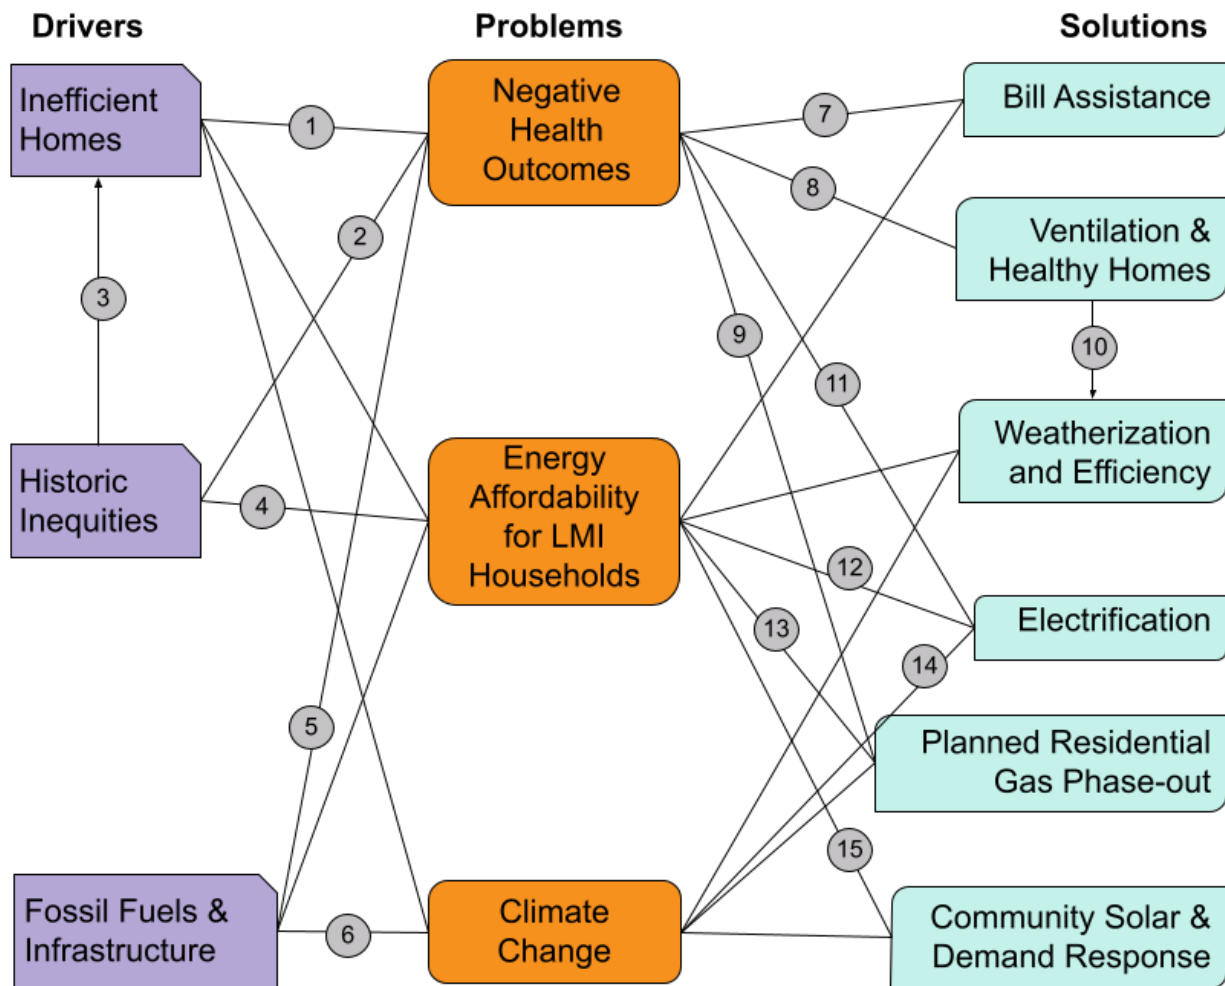 Drivers
Problems
Solutions
Inefficient
Homes
Historic
Inequities
Fossil Fuels &
Infrastructure
Negative
Health
Outcomes
Energy
Affordability
for LMI
Households
Climate
Change
Bill Assistance
Ventilation &
Healthy Homes
Weatherization
and Efficiency
Electrification
Planned Residential
Gas Phase-out
Community Solar &
Demand Response
1
2
3
4
5
6
7
8
9
10
11
12
13
14
15